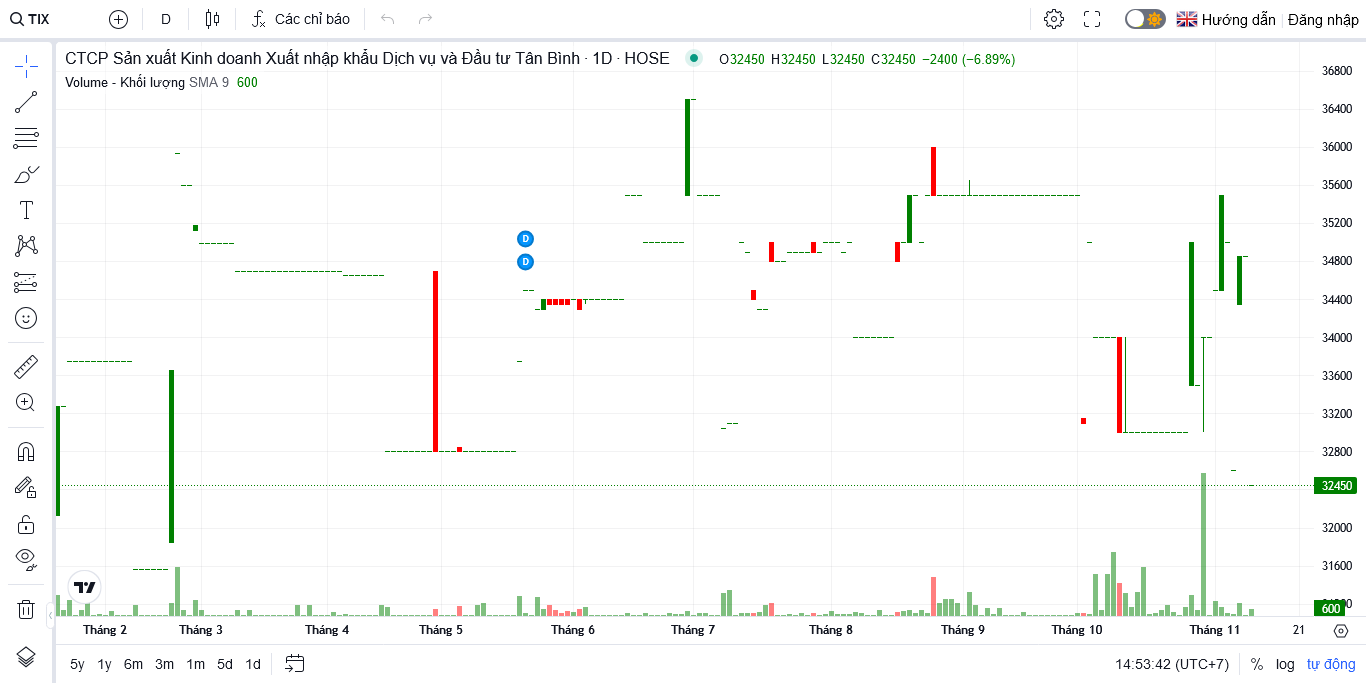 TIX D Các chỉ báo Hướng dẫn Đăng nhập
CTCP Sản xuất Kinh doanh Xuất nhập khẩu Dịch vụ và Đầu tư Tân Bình · 1D · HOSE O32450 H32450 L32450 C32450 −2400 (−6.89%)
Volume - Khối lượng SMA 9 600
36800
36400
36000
35600
35200
D
34800
D
34400
34000
33600
33200
32800
32450
32000
31600
600
Tháng 2 Tháng 3 Tháng 4 Tháng 5 Tháng 6 Tháng 7 Tháng 8 Tháng 9 Tháng 10 Tháng 11 21
5y 1y 6m 3m 1m 5d 1d 14:53:42 (UTC+7) % log tự động